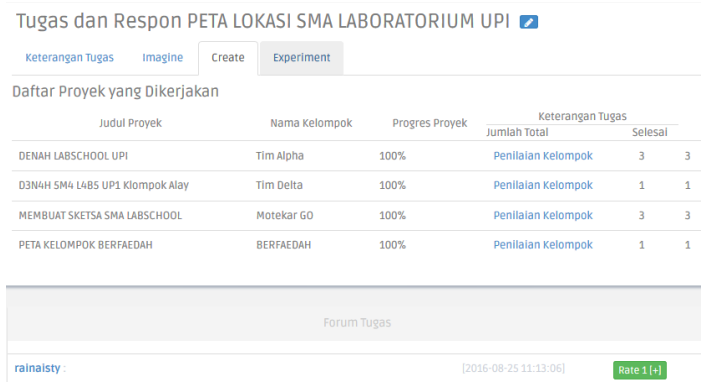 Tugas dan Respon PETA LOKASI SMA LABORATORIUM UPI
Keterangan Tugas Imagine Create Experiment
Daftar Proyek yang Dikerjakan
Judul Proyek Nama Kelompok Progres Proyek Keterangan Tugas
Jumlah Total Selesai
DENAH LABSCHOOL UPI Tim Alpha 100% Penilaian Kelompok 3 3
D3N4H 5M4 L4B5 UP1 Klompok Alay Tim Delta 100% Penilaian Kelompok 1 1
MEMBUAT SKETSA SMA LABSCHOOL Motekar GO 100% Penilaian Kelompok 3 3
PETA KELOMPOK BERFAEDAH BERFAEDAH 100% Penilaian Kelompok 1 1
Forum Tugas
rainaisty : [2016-08-25 11:13:06] Rate 1 [+]